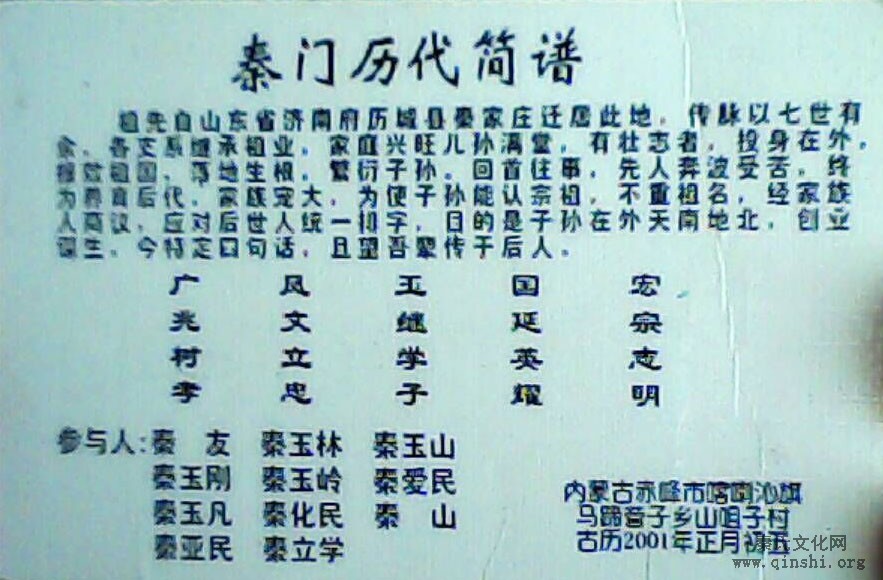 秦门历代简谱
祖先自山东省济南府历城县秦家庄迁居此地，传脉以七世有
余，各支系继承祖业，家庭兴旺儿孙满堂，有壮志者，投身在外，
报效祖国，落地生根，繁衍子孙。回首往事，先人奔波受苦，终
为养育后代，家族宠大，为使子孙能认宗祖，不重祖名，经家族
人商议，应对后世人统一排字，目的是子孙在外天南地北，创业
谋生，今特定四句话，且望吾辈传于后人。
广 凤 玉 国 宏
兆 文 继 延 宗
树 立 学 英 志
孝 忠 子 耀 明
参与人:秦 友 秦玉林 秦玉山
秦玉刚 秦玉岭 秦爱民
秦玉凡 秦化民 秦 山
秦亚民 秦立学
内蒙古赤峰市喀喇沁旗
马蹄营子乡山咀子村
古历2001年正月初五
秦氏文化网
www.qinshi.org